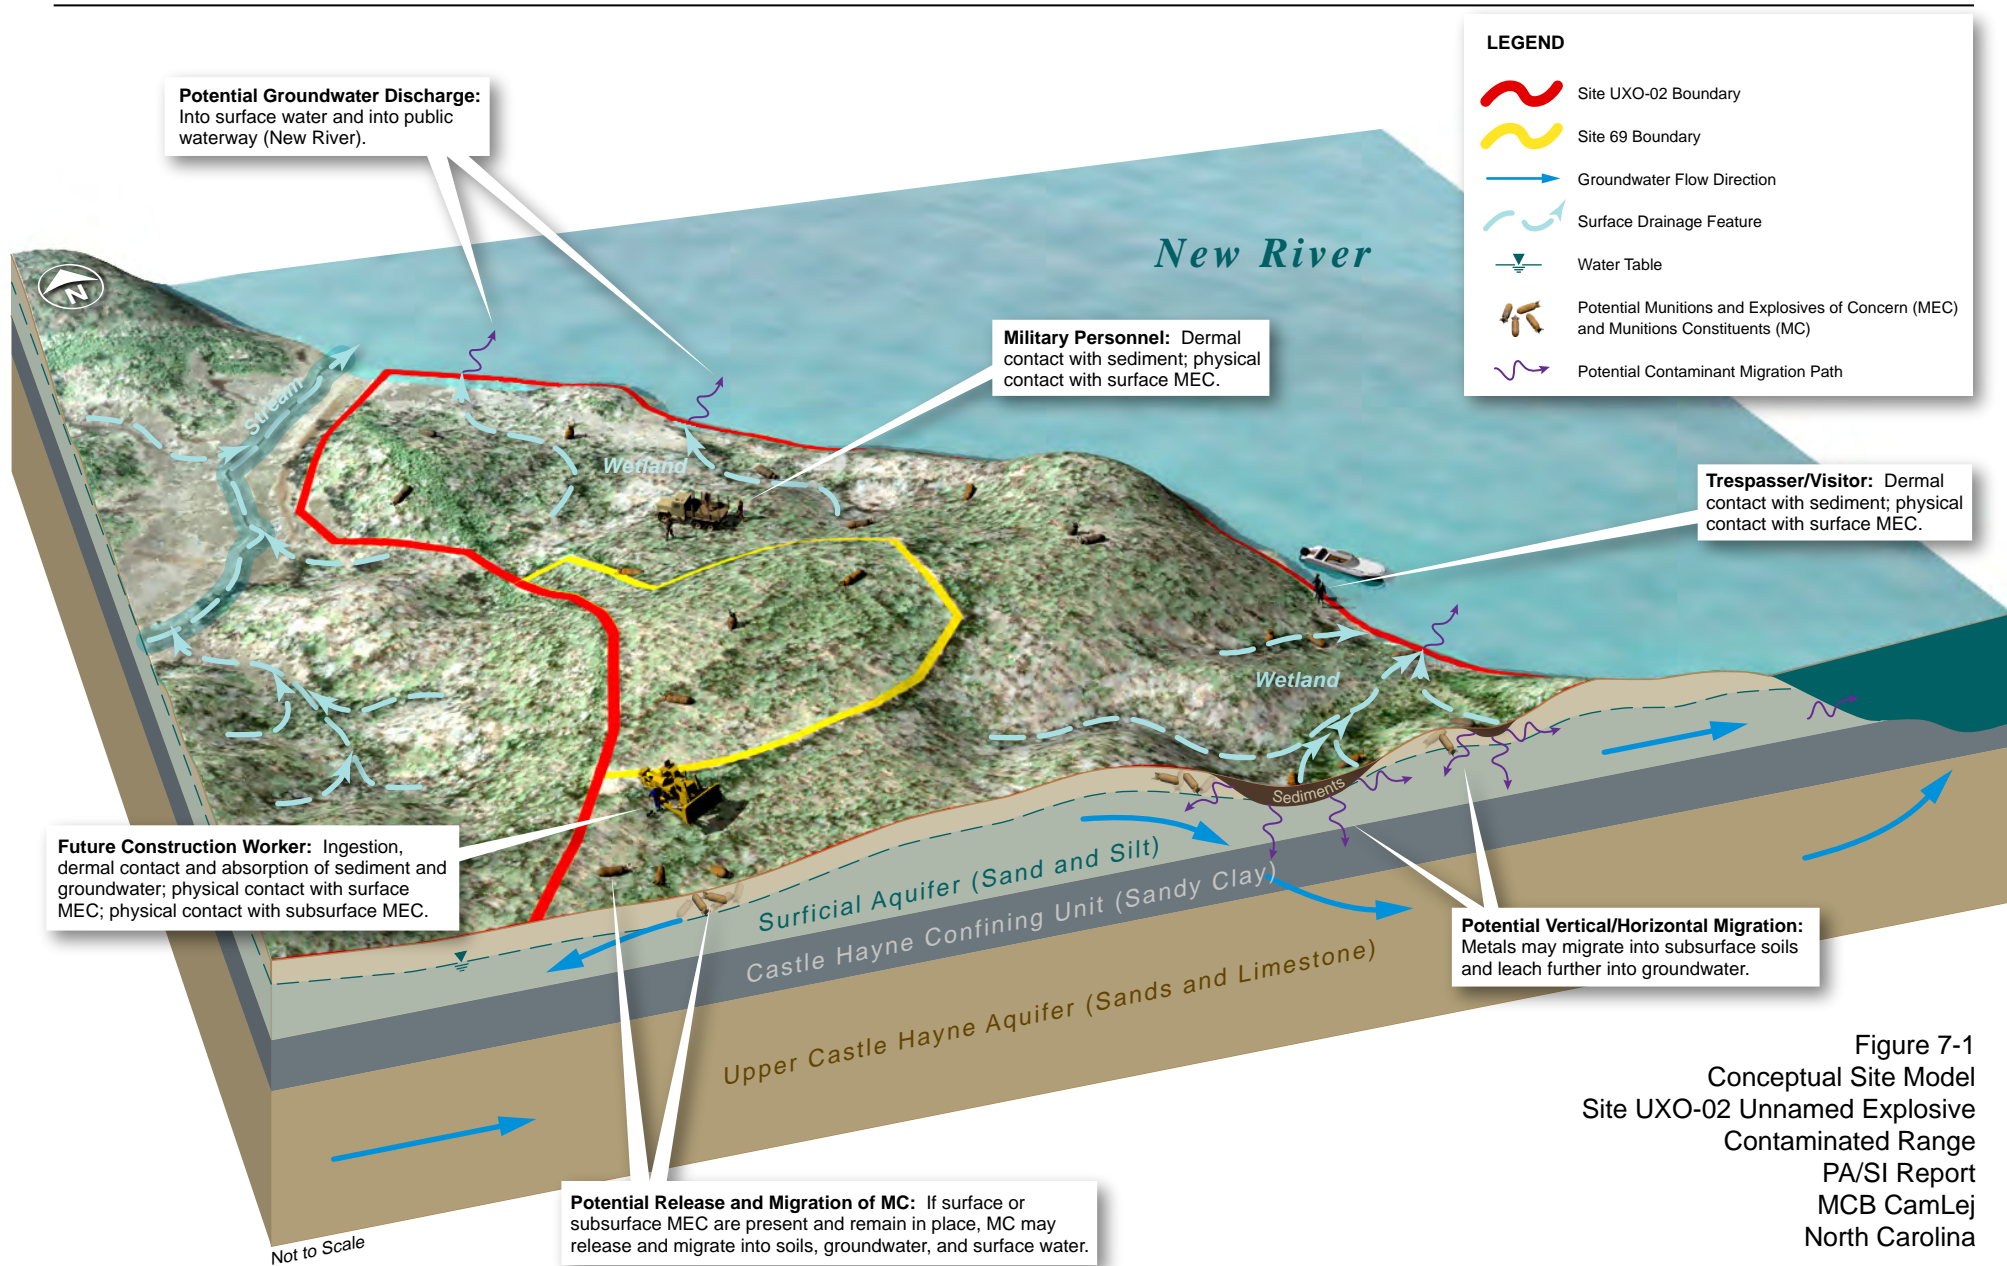 LEGEND
Site UXO-02 Boundary
Site 69 Boundary
Groundwater Flow Direction
Surface Drainage Feature
Water Table
Potential Munitions and Explosives of Concern (MEC)
and Munitions Constituents (MC)
Potential Contaminant Migration Path
Potential Groundwater Discharge:
Into surface water and into public
waterway (New River).
New River
N
Military Personnel: Dermal
contact with sediment; physical
contact with surface MEC.
Stream
Wetland
Trespasser/Visitor: Dermal
contact with sediment; physical
contact with surface MEC.
Wetland
Sediments
Future Construction Worker: Ingestion,
dermal contact and absorption of sediment and
groundwater; physical contact with surface
MEC; physical contact with subsurface MEC.
Surficial Aquifer (Sand and Silt)
Castle Hayne Confining Unit (Sandy Clay)
Upper Castle Hayne Aquifer (Sands and Limestone)
Potential Vertical/Horizontal Migration:
Metals may migrate into subsurface soils
and leach further into groundwater.
Potential Release and Migration of MC: If surface or
subsurface MEC are present and remain in place, MC may
release and migrate into soils, groundwater, and surface water.
Not to Scale
Figure 7-1
Conceptual Site Model
Site UXO-02 Unnamed Explosive
Contaminated Range
PA/SI Report
MCB CamLej
North Carolina